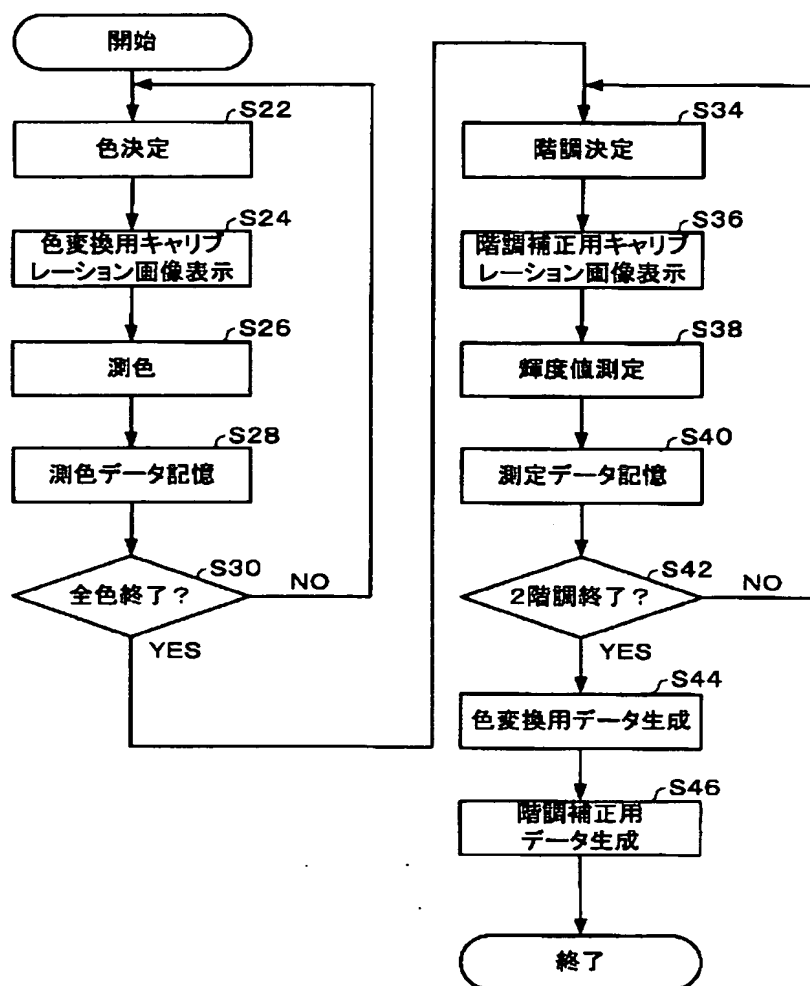 開始
S22
色決定
S24
色変換用キャリブ
レーション画像表示
S26
測色
S28
測色データ記憶
S30
全色終了？
NO
YES
S34
階調決定
S36
階調補正用キャリブ
レーション画像表示
S38
輝度値測定
S40
測定データ記憶
S42
2階調終了？
NO
YES
S44
色変換用データ生成
S46
階調補正用
データ生成
終了